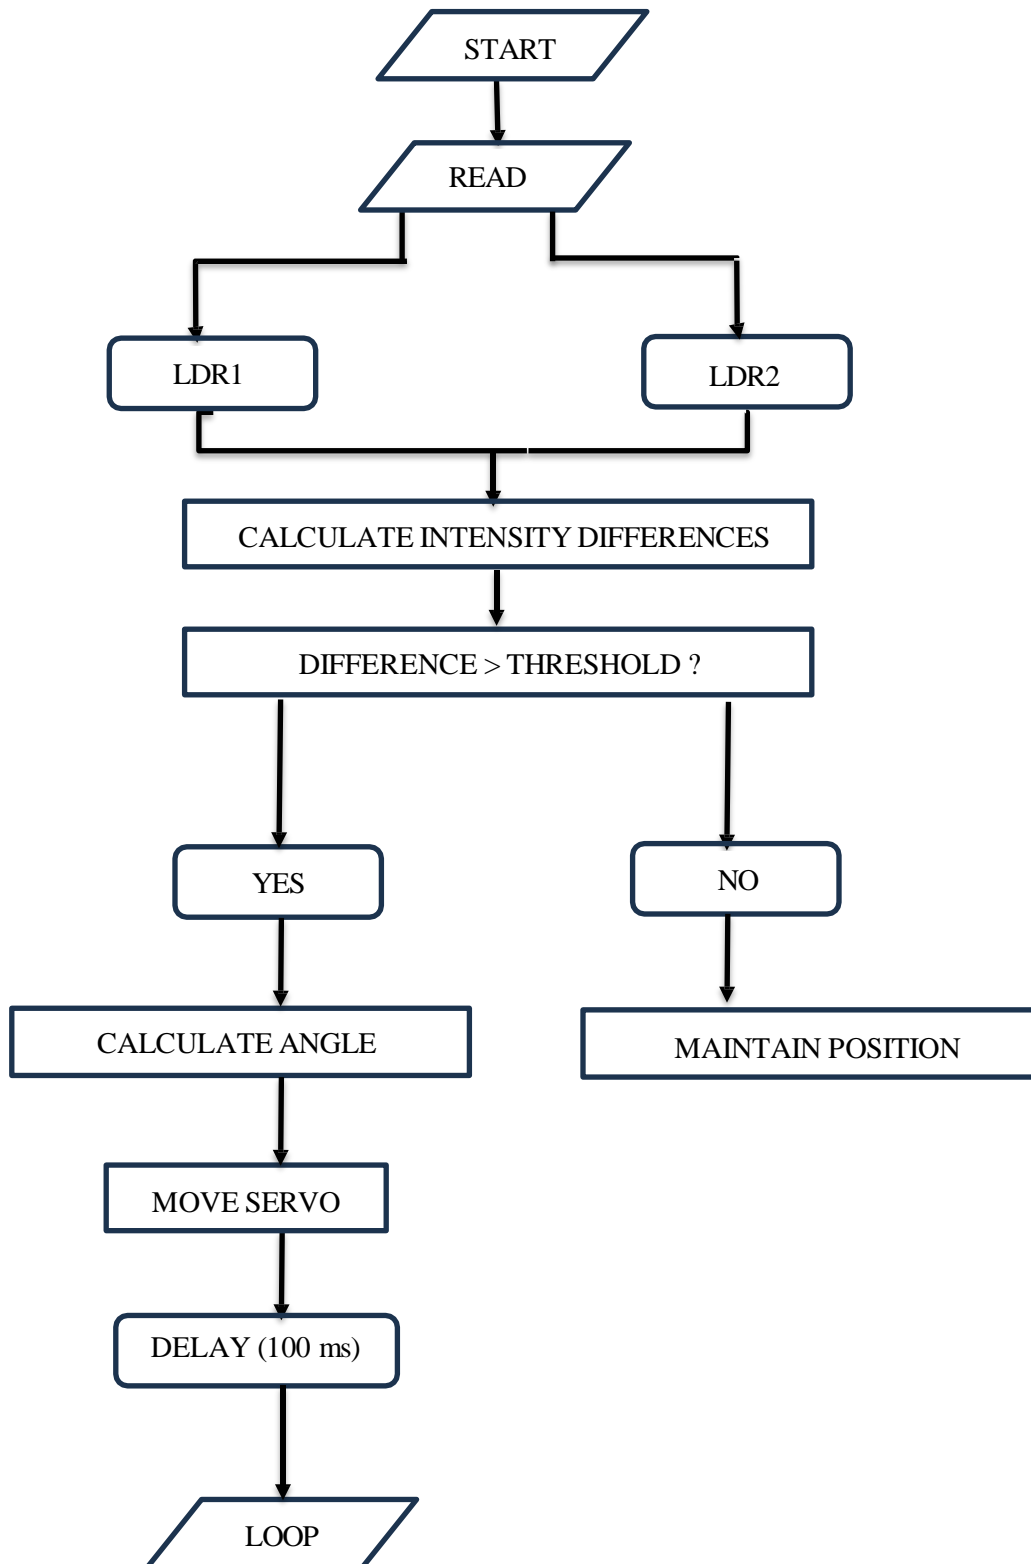 START
READ
LDR1
LDR2
CALCULATE INTENSITY DIFFERENCES
DIFFERENCE > THRESHOLD ?
YES
NO
CALCULATE ANGLE
MAINTAIN POSITION
MOVE SERVO
DELAY (100 ms)
LOOP